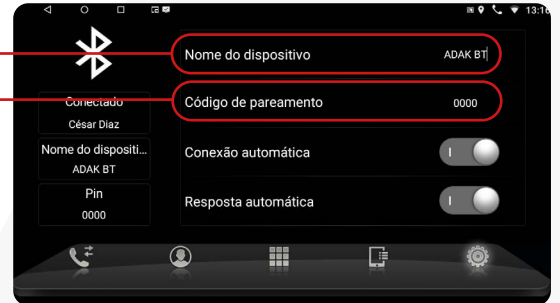 13:16
Nome do dispositivo
ADAK BT
Conectado
César Diaz
Código de pareamento
0000
Nome do dispositi...
ADAK BT
Conexão automática
Pin
0000
Resposta automática